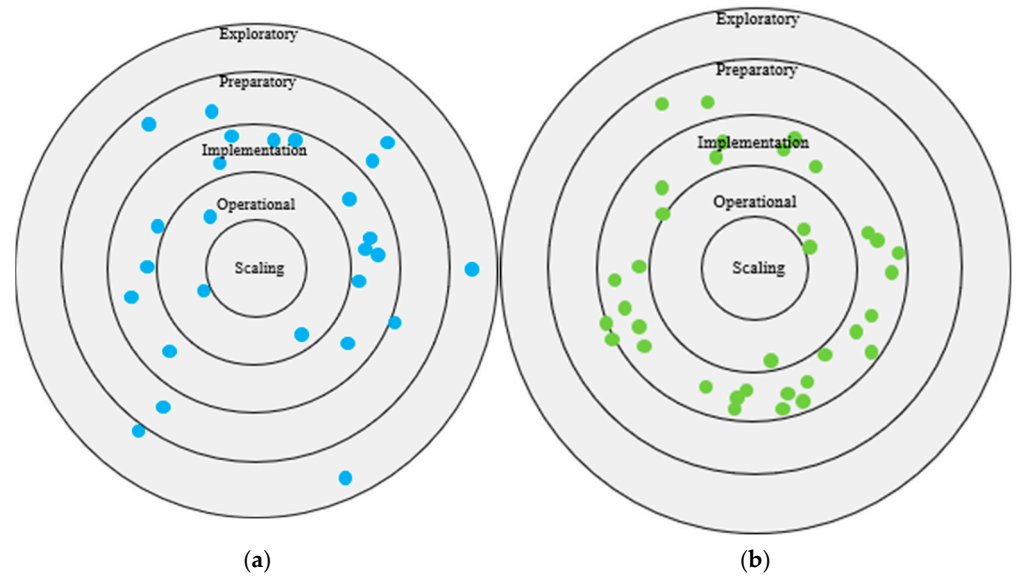 Exploratory
Preparatory
Implementation
Operational
Scaling
(a)
Exploratory
Preparatory
Implementation
Operational
Scaling
(b)